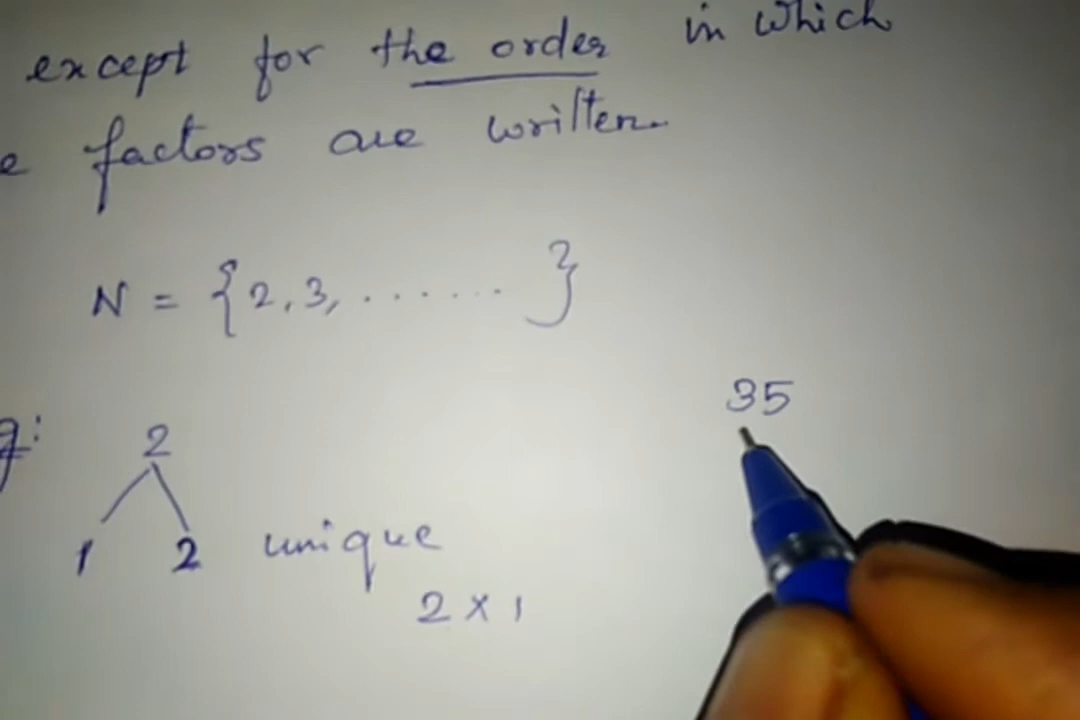 except for the order in which
e factors are written.
N = {2, 3, ....... }
g:
2
1 2 unique
2 x 1
35